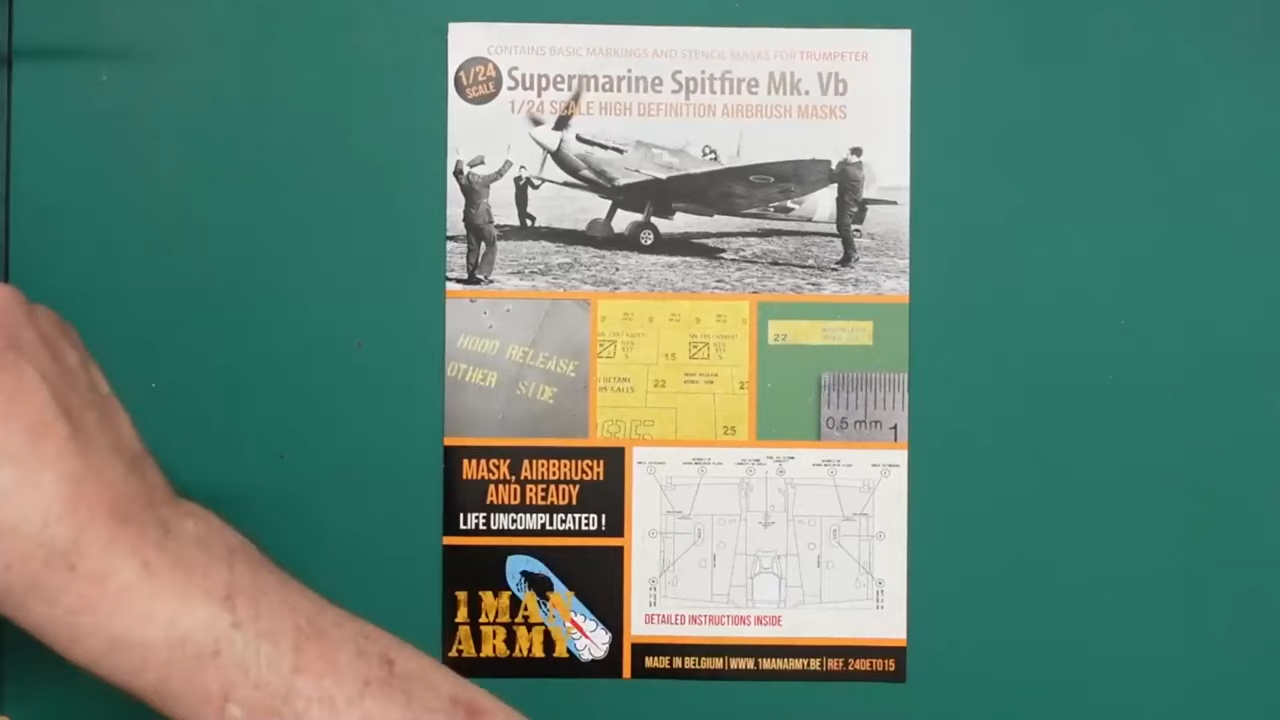 CONTAINS BASIC MARKINGS AND STENCIL MASKS FOR TRUMPETER
1/24
SCALE
Supermarine Spitfire Mk. Vb
1/24 SCALE HIGH DEFINITION AIRBRUSH MASKS
HOOD RELEASE
OTHER SIDE
15
22
25
22
0,5 mm 1
MASK, AIRBRUSH
AND READY
LIFE UNCOMPLICATED !
1 MAN
ARMY
DETAILED INSTRUCTIONS INSIDE
MADE IN BELGIUM | WWW.1MANARMY.BE | REF. 24DET015